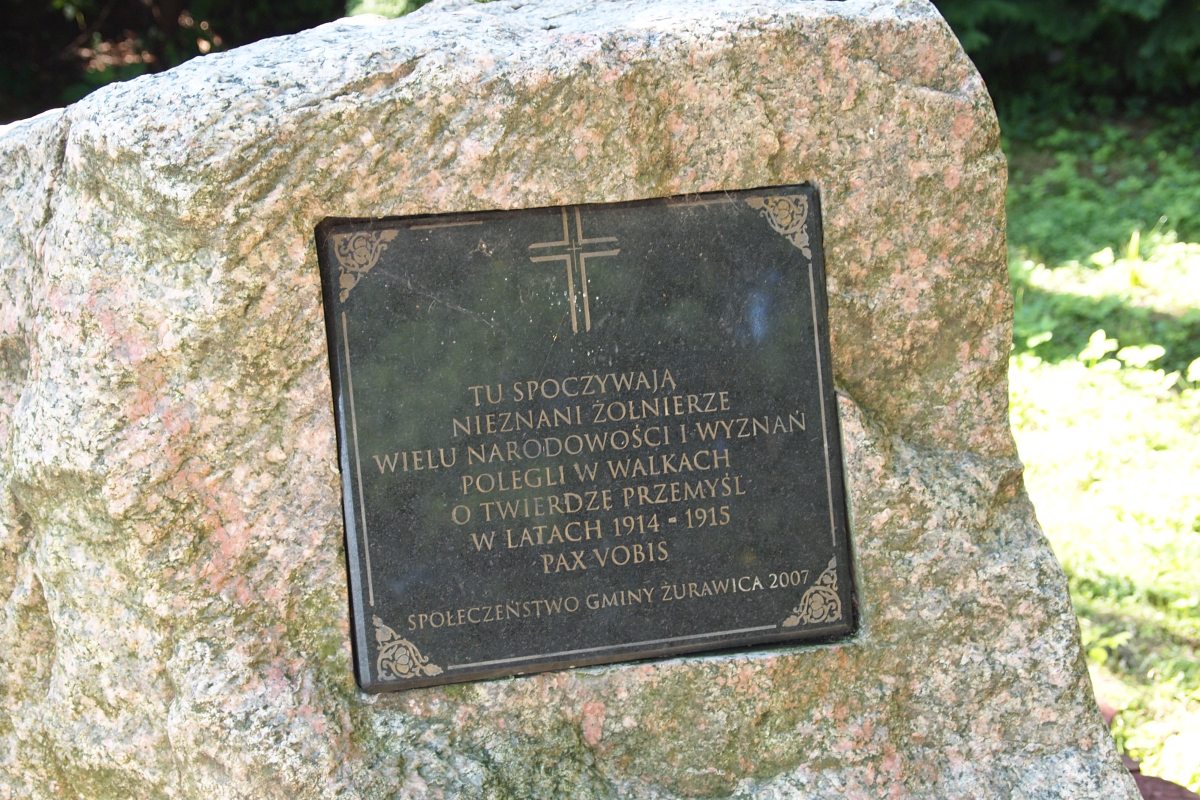 TU SPOCZYWAJĄ
NIEZNANI ŻOŁNIERZE
WIELU NARODOWOŚCI I WYZNAŃ
POLEGLI W WALKACH
O TWIERDZĘ PRZEMYŚL
W LATACH 1914 - 1915
PAX VOBIS
SPOŁECZEŃSTWO GMINY ŻURAWICA 2007